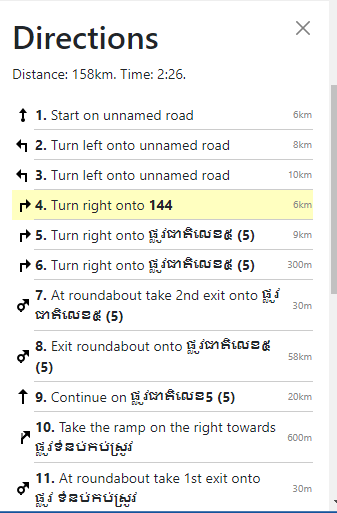 Directions
Distance: 158km. Time: 2:26.
1. Start on unnamed road 6km
2. Turn left onto unnamed road 8km
3. Turn left onto unnamed road 10km
4. Turn right onto 144 6km
5. Turn right onto ផ្លូវជាតិលេខ៥ (5) 9km
6. Turn right onto ផ្លូវជាតិលេខ៥ (5) 300m
7. At roundabout take 2nd exit onto ផ្លូវ
ជាតិលេខ៥ (5) 30m
8. Exit roundabout onto ផ្លូវជាតិលេខ៥
(5) 58km
9. Continue on ផ្លូវជាតិលេខ5 (5) 20km
10. Take the ramp on the right towards
ផ្លូវទំនប់កប់ស្រូវ 600m
11. At roundabout take 1st exit onto
ផ្លូវ ទំនប់កប់ស្រូវ 30m